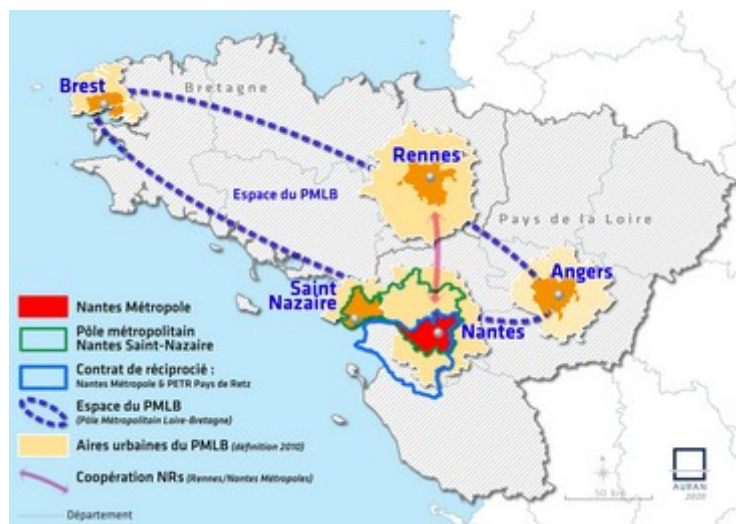 Brest
Bretagne
Rennes
Espace du PMLB
Pays de la Loire
Angers
Saint
Nazaire
Nantes
Nantes Métropole
Pôle métropolitain
Nantes Saint-Nazaire
Contrat de réciprocié :
Nantes Métropole & PETR Pays de Retz
Espace du PMLB
(Pôle Métropolitain Loire-Bretagne)
Aires urbaines du PMLB (définition 2010)
Coopération NRs (Rennes/Nantes Métropoles)
Département
50 km
AURAN
2020